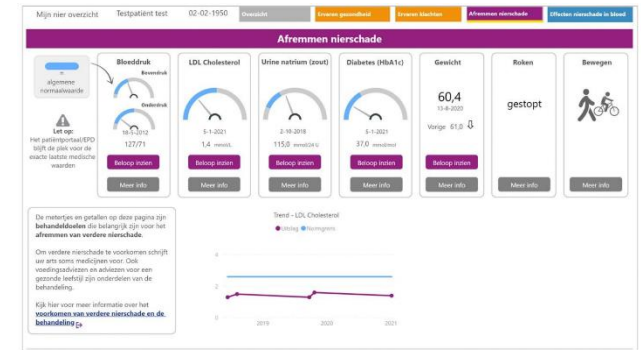 Mijn nier overzicht
Testpatiënt test
02-02-1950
Overzicht
Ervaren gezondheid
Ervaren klachten
Afremmen nierschade
Effecten nierschade in bloed
Afremmen nierschade
=
algemene
normaalwaarde
Let op:
Het patiëntportaal/EPD
blijft de plek voor de
exacte laatste medische
waarden
Bloeddruk
Bovendruk
Onderdruk
18-5-2012
127/71
Beloop inzien
Meer info
LDL Cholesterol
5-1-2021
1,4 mmol/L
Beloop inzien
Meer info
Urine natrium (zout)
2-10-2018
115,0 mmol/24 U
Beloop inzien
Meer info
Diabetes (HbA1c)
5-1-2021
37,0 mmol/mol
Beloop inzien
Meer info
Gewicht
60,4
13-8-2020
Vorige 61,0
Meer info
Roken
gestopt
Meer info
Bewegen
Meer info
De metertjes en getallen op deze pagina zijn
behandeldoelen die belangrijk zijn voor het
afremmen van verdere nierschade.
Om verdere nierschade te voorkomen schrijft
uw arts soms medicijnen voor. Ook
voedingsadviezen en adviezen voor een
gezonde leefstijl zijn onderdelen van de
behandeling.
Kijk hier voor meer informatie over het
voorkomen van verdere nierschade en de
behandeling
Trend - LDL Cholesterol
Uitslag Normgrens
4
2
0
2019
2020
2021